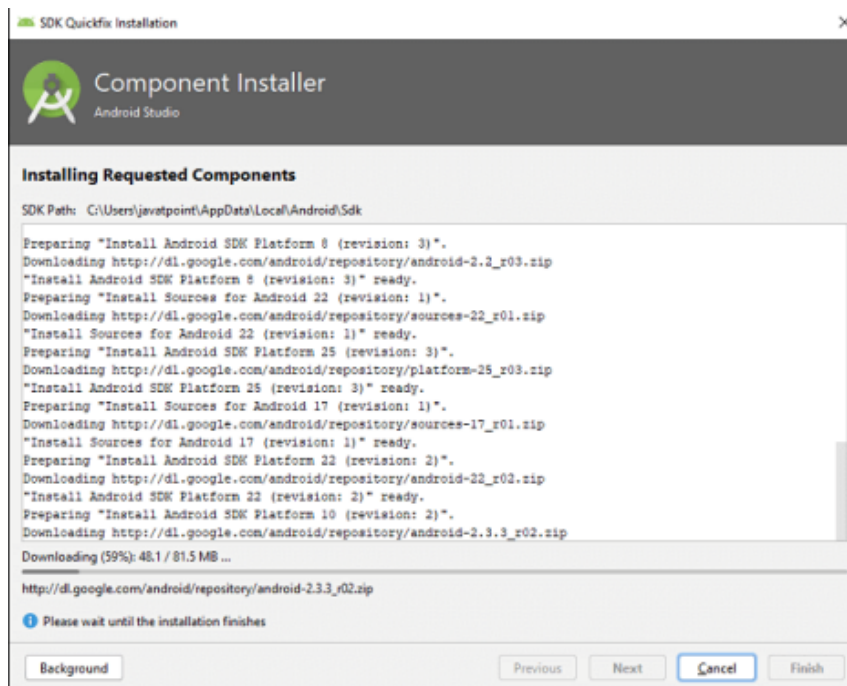 SDK Quickfix Installation
Component Installer
Android Studio
Installing Requested Components
SDK Path: C:\Users\javatpoint\AppData\Local\Android\Sdk
Preparing "Install Android SDK Platform 8 (revision: 3)".
Downloading http://dl.google.com/android/repository/android-2.2_r03.zip
"Install Android SDK Platform 8 (revision: 3)" ready.
Preparing "Install Sources for Android 22 (revision: 1)".
Downloading http://dl.google.com/android/repository/sources-22_r01.zip
"Install Sources for Android 22 (revision: 1)" ready.
Preparing "Install Android SDK Platform 25 (revision: 3)".
Downloading http://dl.google.com/android/repository/platform-25_r03.zip
"Install Android SDK Platform 25 (revision: 3)" ready.
Preparing "Install Sources for Android 17 (revision: 1)".
Downloading http://dl.google.com/android/repository/sources-17_r01.zip
"Install Sources for Android 17 (revision: 1)" ready.
Preparing "Install Android SDK Platform 22 (revision: 2)".
Downloading http://dl.google.com/android/repository/android-22_r02.zip
"Install Android SDK Platform 22 (revision: 2)" ready.
Preparing "Install Android SDK Platform 10 (revision: 2)".
Downloading http://dl.google.com/android/repository/android-2.3.3_r02.zip
Downloading (59%): 48.1 / 81.5 MB ...
http://dl.google.com/android/repository/android-2.3.3_r02.zip
Please wait until the installation finishes
Background Previous Next Cancel Finish